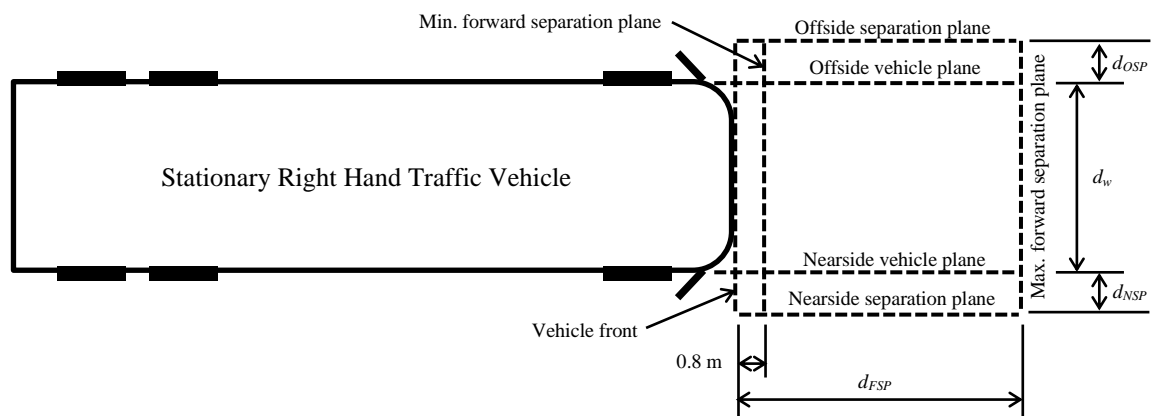 Min. forward separation plane
Offside separation plane
Offside vehicle plane
d_OSP
Max. forward separation plane
Stationary Right Hand Traffic Vehicle
d_w
Nearside vehicle plane
Nearside separation plane
d_NSP
Vehicle front
0.8 m
d_FSP